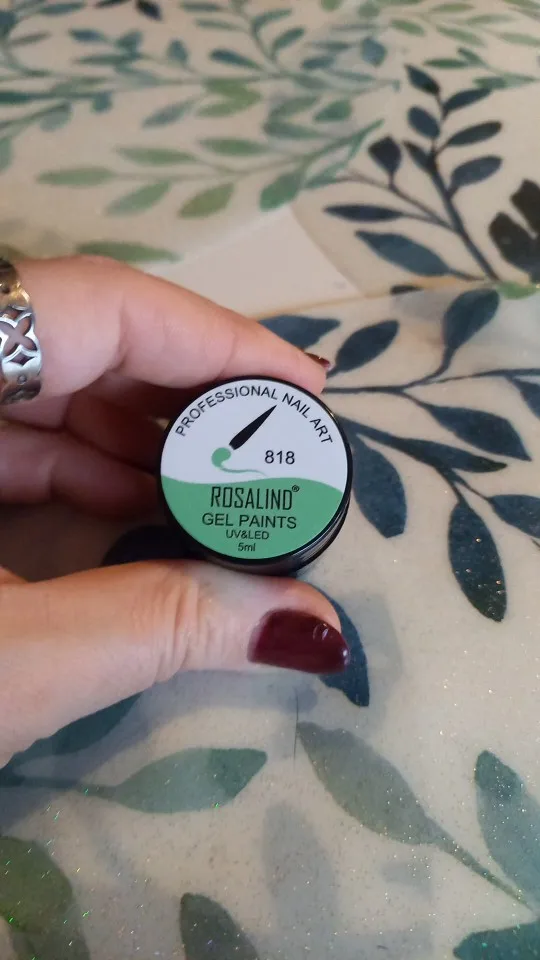 PROFESSIONAL NAIL ART
818
ROSALIND®
GEL PAINTS
UV&LED
5ml